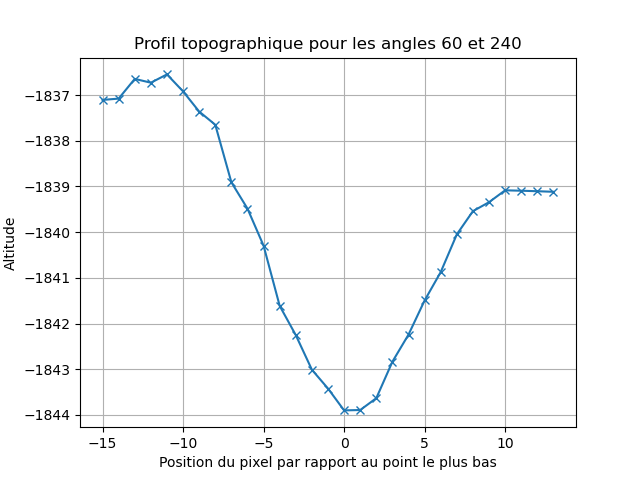 Profil topographique pour les angles 60 et 240
−1837
−1838
−1839
−1840
−1841
−1842
−1843
−1844
Altitude
−15 −10 −5 0 5 10
Position du pixel par rapport au point le plus bas